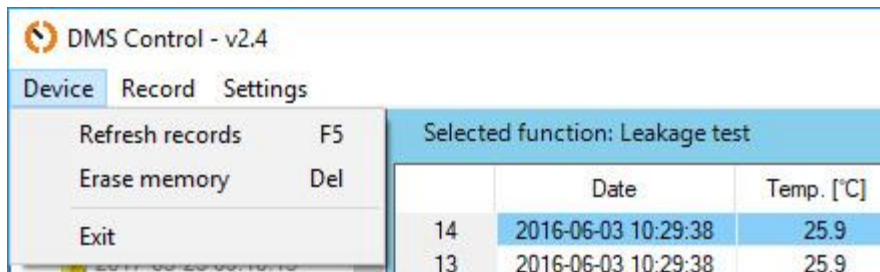 DMS Control - v2.4
Device Record Settings
Refresh records F5
Erase memory Del
Exit
Selected function: Leakage test
Date Temp. [°C]
14 2016-06-03 10:29:38 25.9
13 2016-06-03 10:29:38 25.9